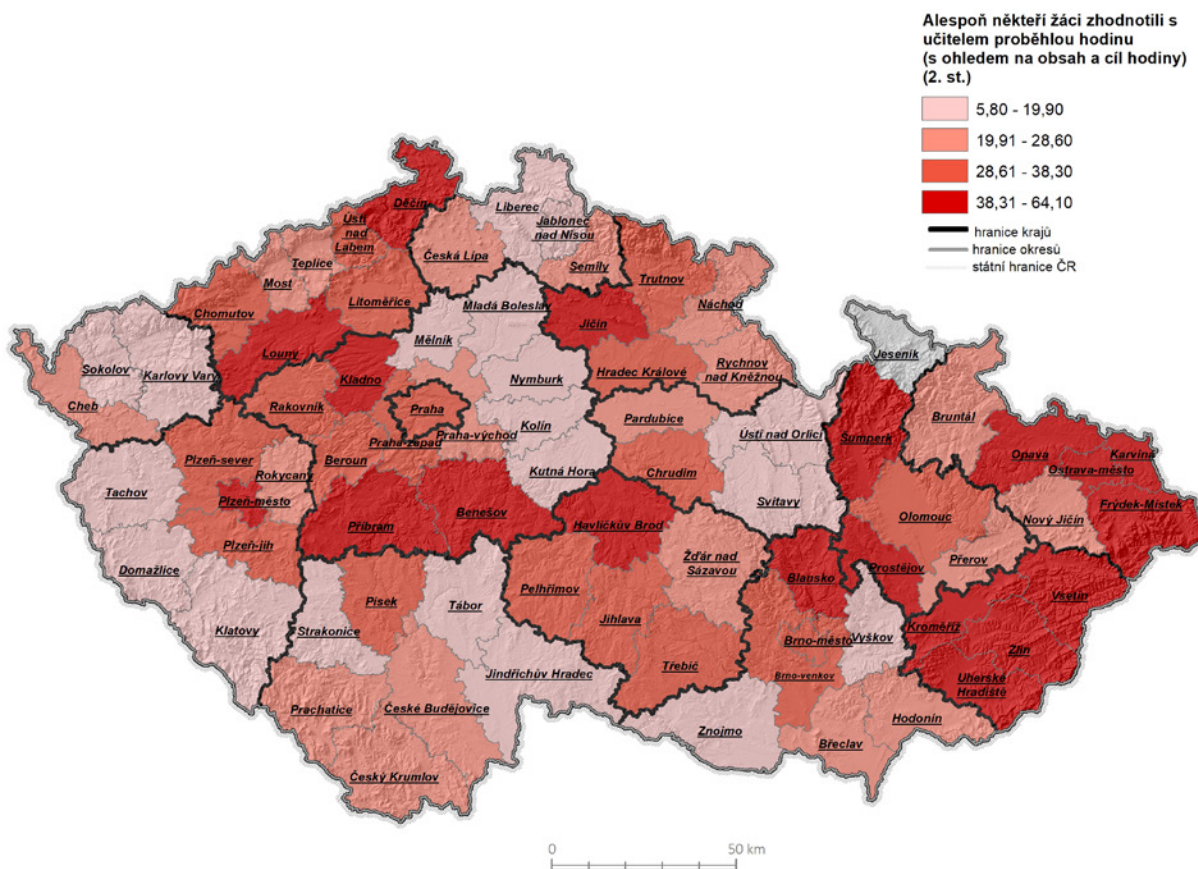 Alespoň někteří žáci zhodnotili s
učitelem proběhlou hodinu
(s ohledem na obsah a cíl hodiny)
(2. st.)
5,80 - 19,90
19,91 - 28,60
28,61 - 38,30
38,31 - 64,10
hranice krajů
hranice okresů
státní hranice ČR
Děčín
Liberec
Ústí
nad
Labem
Jablonec
nad Nisou
Teplice
Česká Lípa
Semily
Trutnov
Most
Chomutov
Litoměřice
Mladá Boleslav
Náchod
Jičín
Mělník
Louny
Jeseník
Sokolov
Karlovy Vary
Kladno
Nymburk
Hradec Králové
Rychnov
nad Kněžnou
Cheb
Rakovník
Praha
Bruntál
Pardubice
Kolín
Praha-západ
Praha-východ
Ústí nad Orlicí
Šumperk
Opava
Karviná
Ostrava-město
Plzeň-sever
Beroun
Rokycany
Kutná Hora
Chrudim
Tachov
Plzeň-město
Svitavy
Frýdek-Místek
Příbram
Benešov
Havlíčkův Brod
Olomouc
Nový Jičín
Plzeň-jih
Žďár nad
Sázavou
Přerov
Domažlice
Blansko
Prostějov
Pelhřimov
Vsetín
Písek
Tábor
Jihlava
Kroměříž
Klatovy
Strakonice
Brno-město
Vyškov
Zlín
Třebíč
Jindřichův Hradec
Brno-venkov
Uherské
Hradiště
Prachatice
České Budějovice
Hodonín
Znojmo
Břeclav
Český Krumlov
0
50 km